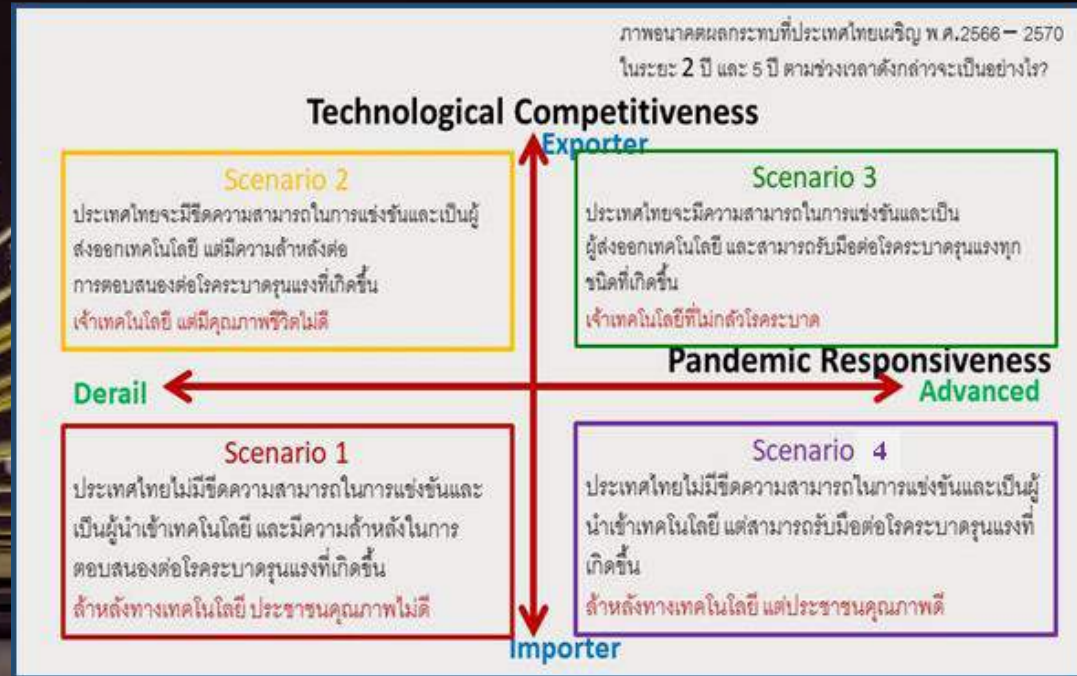 ภาพอนาคตผลกระทบที่ประเทศไทยเผชิญ พ.ศ.2566 – 2570
ในระยะ 2 ปี และ 5 ปี ตามช่วงเวลาดังกล่าวจะเป็นอย่างไร?
Technological Competitiveness
Exporter
Scenario 2
ประเทศไทยจะมีขีดความสามารถในการแข่งขันและเป็นผู้
ส่งออกเทคโนโลยี แต่มีความล้าหลังต่อ
การตอบสนองต่อโรคระบาดรุนแรงที่เกิดขึ้น
เจ้าเทคโนโลยี แต่มีคุณภาพชีวิตไม่ดี
Scenario 3
ประเทศไทยจะมีความสามารถในการแข่งขันและเป็น
ผู้ส่งออกเทคโนโลยี และสามารถรับมือต่อโรคระบาดรุนแรงทุก
ชนิดที่เกิดขึ้น
เจ้าเทคโนโลยีที่ไม่กลัวโรคระบาด
Pandemic Responsiveness
Derail
Advanced
Scenario 1
ประเทศไทยไม่มีขีดความสามารถในการแข่งขันและ
เป็นผู้นำเข้าเทคโนโลยี และมีความล้าหลังในการ
ตอบสนองต่อโรคระบาดรุนแรงที่เกิดขึ้น
ล้าหลังทางเทคโนโลยี ประชาชนคุณภาพไม่ดี
Scenario 4
ประเทศไทยไม่มีขีดความสามารถในการแข่งขันและเป็นผู้
นำเข้าเทคโนโลยี แต่สามารถรับมือต่อโรคระบาดรุนแรงที่
เกิดขึ้น
ล้าหลังทางเทคโนโลยี แต่ประชาชนคุณภาพดี
Importer